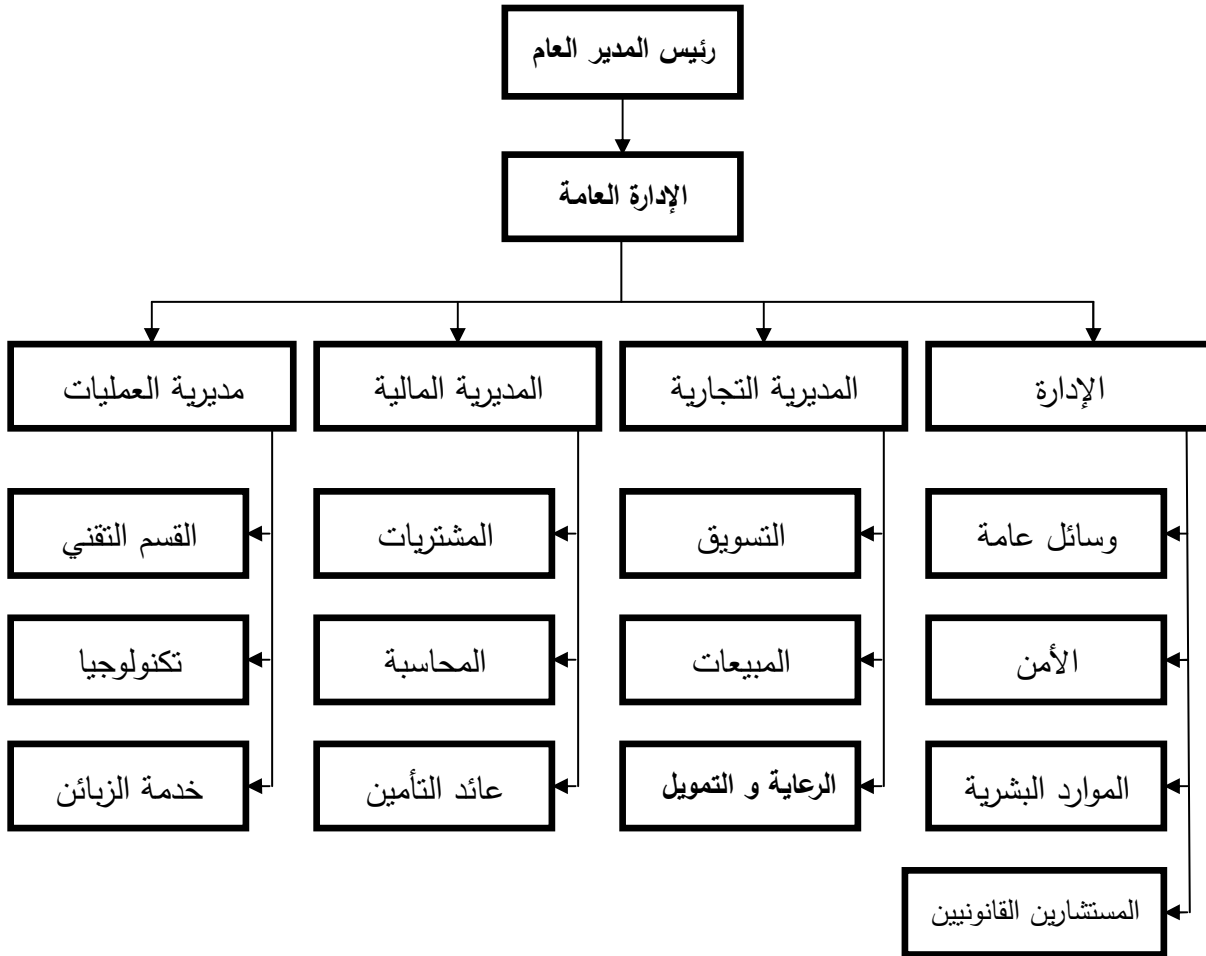 رئيس المدير العام
الإدارة العامة
الإدارة
المديرية التجارية
المديرية المالية
مديرية العمليات
وسائل عامة
التسويق
المشتريات
القسم التقني
الأمن
المبيعات
المحاسبة
تكنولوجيا
الموارد البشرية
الرعاية و التمويل
عائد التأمين
خدمة الزبائن
المستشارين القانونيين